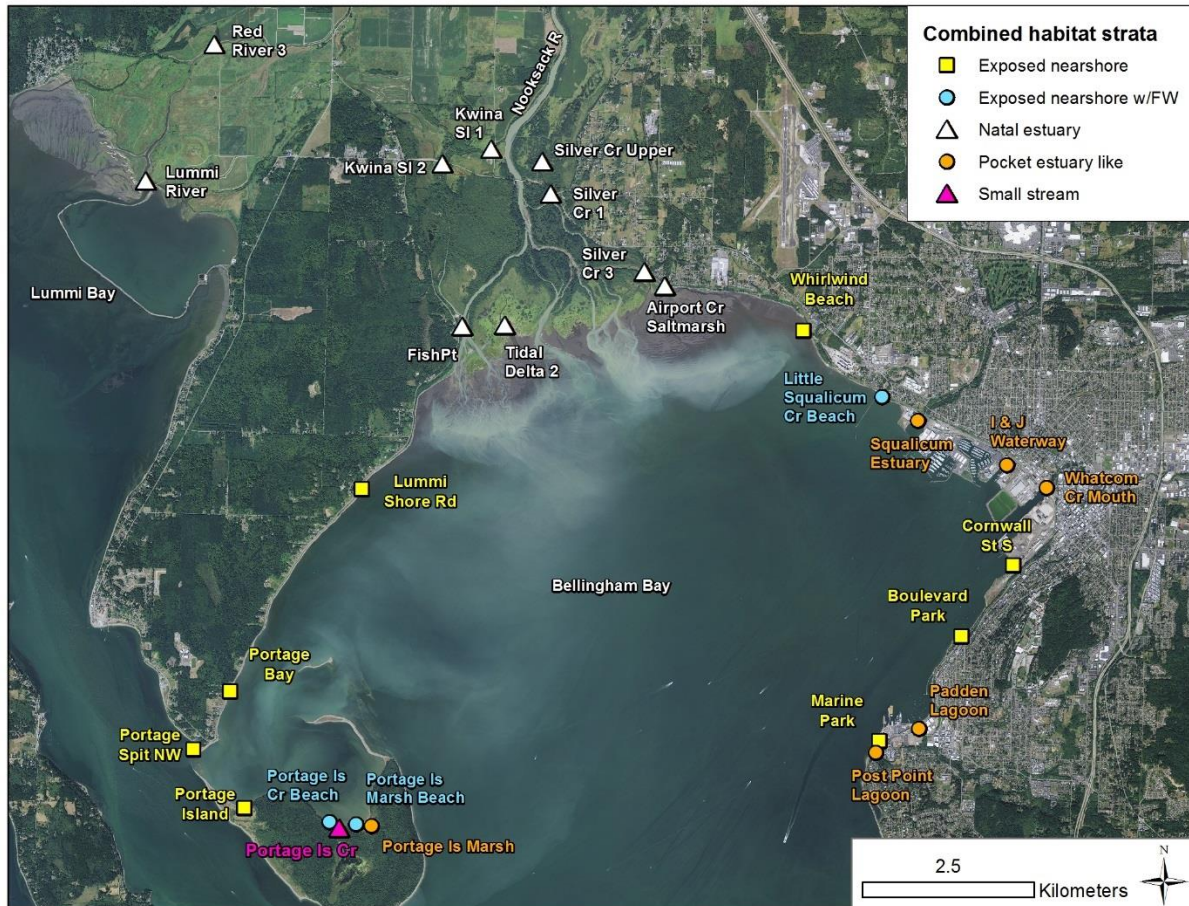 Combined habitat strata
Exposed nearshore
Exposed nearshore w/FW
Natal estuary
Pocket estuary like
Small stream
Red
River 3
Nooksack R
Kwina
Sl 1
Kwina Sl 2
Silver Cr Upper
Lummi
River
Silver
Cr 1
Silver
Cr 3
Lummi Bay
Airport Cr
Saltmarsh
Whirlwind
Beach
FishPt
Tidal
Delta 2
Little
Squalicum
Cr Beach
Squalicum
Estuary
I & J
Waterway
Whatcom
Cr Mouth
Lummi
Shore Rd
Cornwall
St S
Bellingham Bay
Boulevard
Park
Portage
Bay
Padden
Lagoon
Marine
Park
Portage
Spit NW
Post Point
Lagoon
Portage Is
Cr Beach
Portage Is
Marsh Beach
Portage
Island
Portage Is Cr
Portage Is Marsh
2.5
Kilometers
N